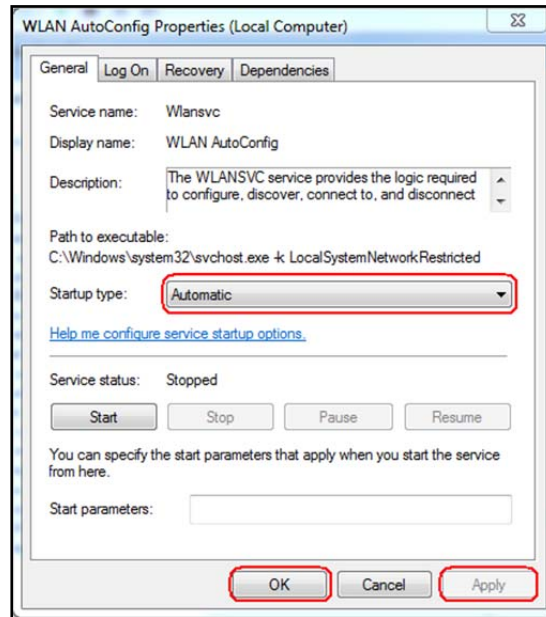 WLAN AutoConfig Properties (Local Computer)
General Log On Recovery Dependencies
Service name: Wlansvc
Display name: WLAN AutoConfig
Description: The WLANSVC service provides the logic required
to configure, discover, connect to, and disconnect
Path to executable:
C:\Windows\system32\svchost.exe -k LocalSystemNetworkRestricted
Startup type: Automatic
Help me configure service startup options.
Service status: Stopped
Start Stop Pause Resume
You can specify the start parameters that apply when you start the service
from here.
Start parameters:
OK Cancel Apply